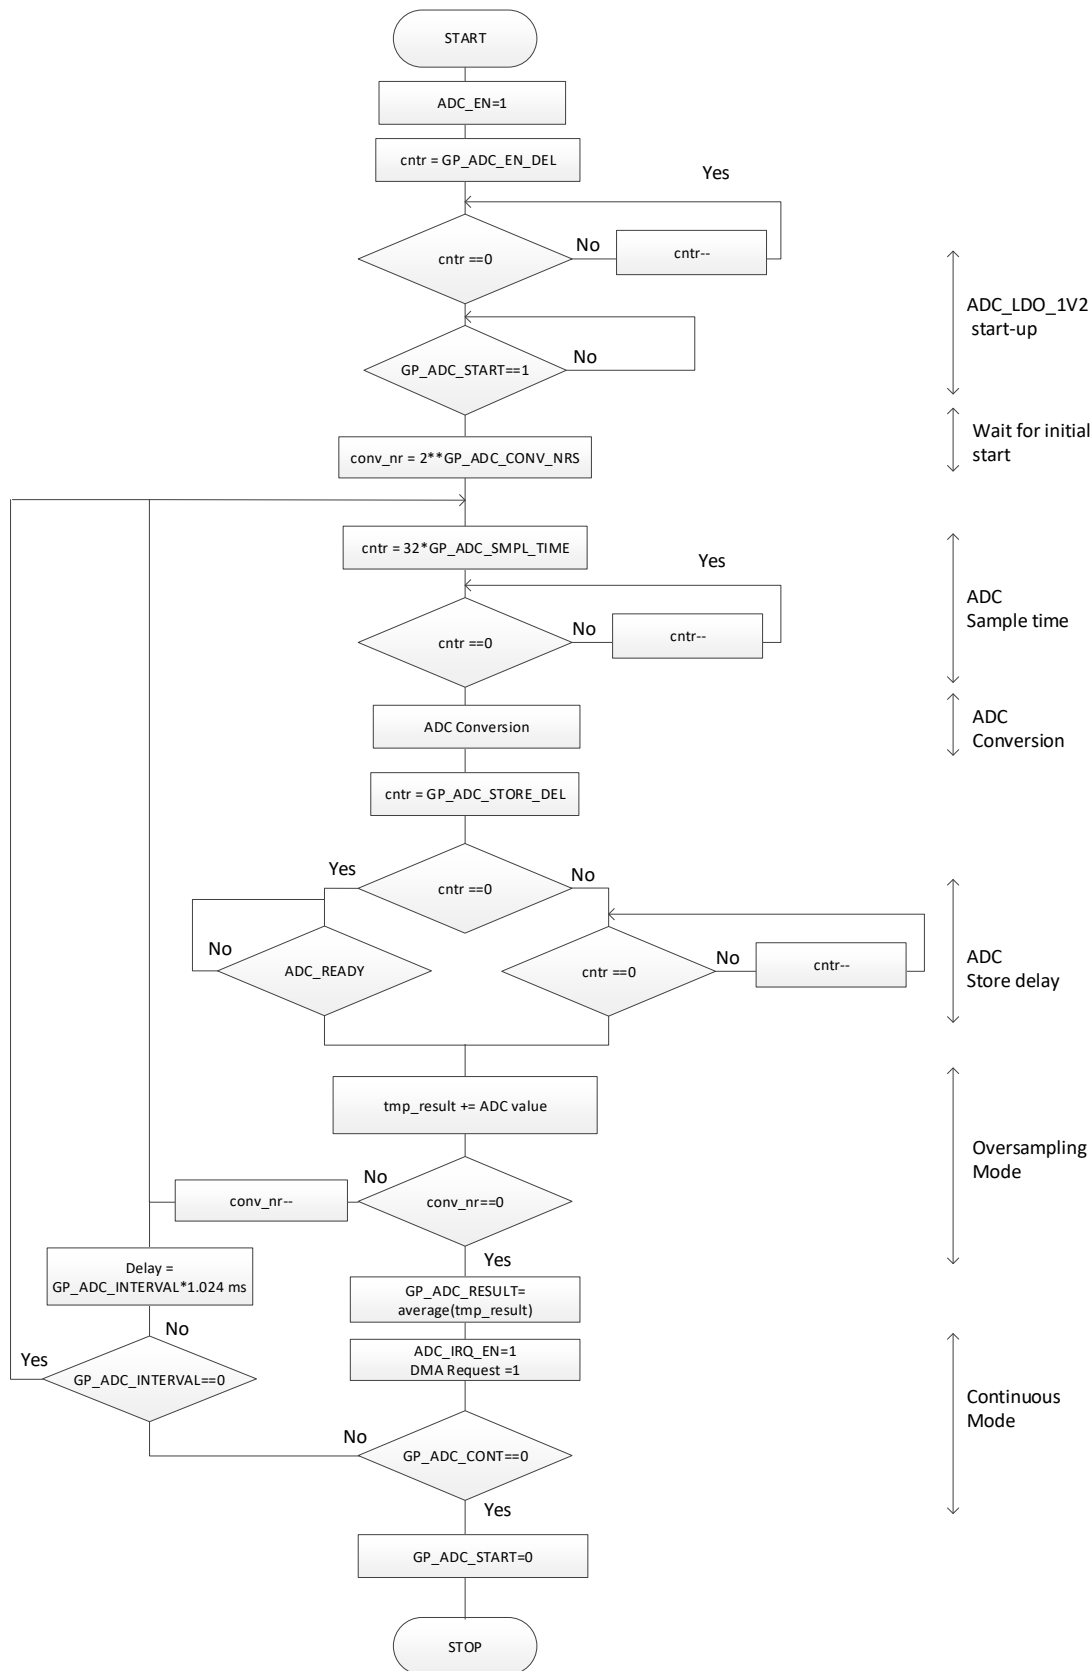 START
ADC_EN=1
cntr = GP_ADC_EN_DEL
Yes
cntr ==0
No
cntr--
ADC_LDO_1V2
start-up
GP_ADC_START==1
No
Wait for initial
start
conv_nr = 2**GP_ADC_CONV_NRS
cntr = 32*GP_ADC_SMPL_TIME
Yes
cntr ==0
No
cntr--
ADC
Sample time
ADC Conversion
ADC
Conversion
cntr = GP_ADC_STORE_DEL
Yes
cntr ==0
No
No
ADC_READY
cntr ==0
No
cntr--
ADC
Store delay
tmp_result += ADC value
Oversampling
Mode
conv_nr--
No
conv_nr==0
Yes
Delay =
GP_ADC_INTERVAL*1.024 ms
GP_ADC_RESULT=
average(tmp_result)
No
Yes
GP_ADC_INTERVAL==0
ADC_IRQ_EN=1
DMA Request =1
Continuous
Mode
No
GP_ADC_CONT==0
Yes
GP_ADC_START=0
STOP